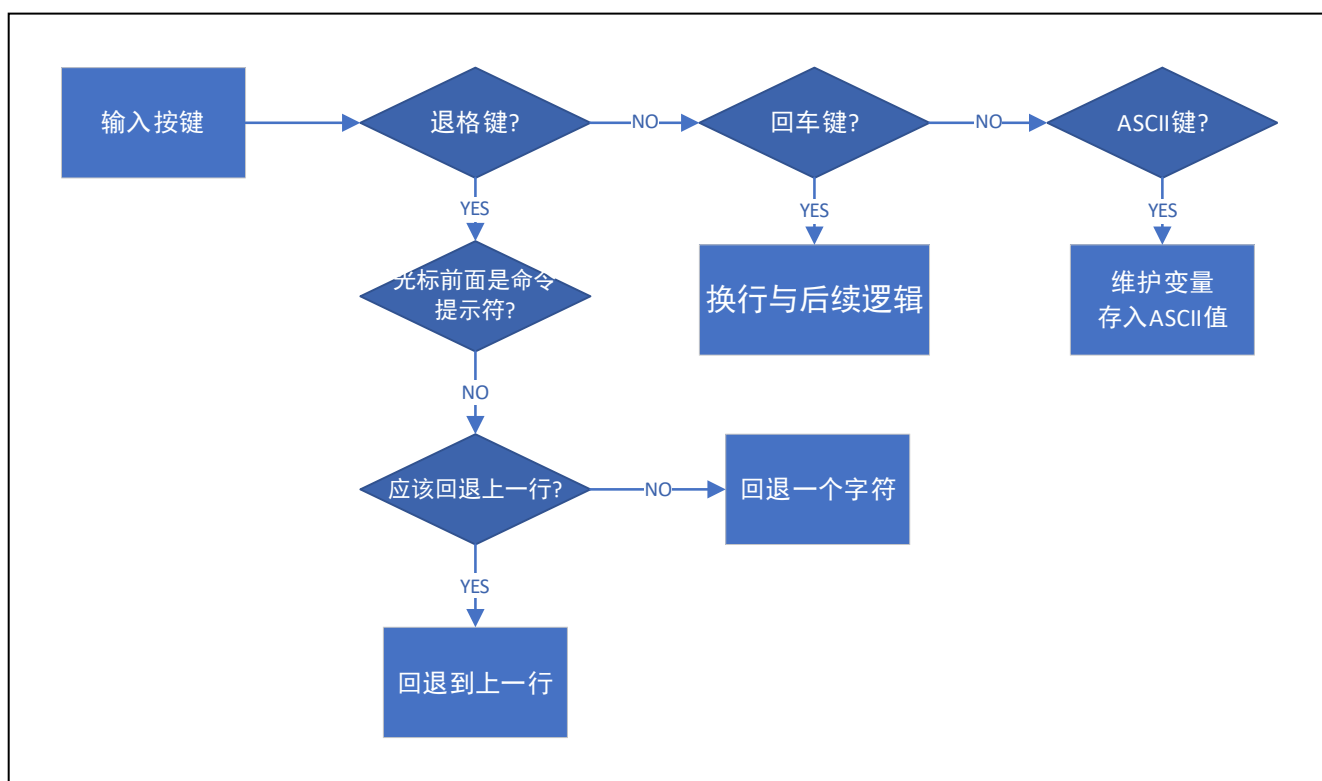 输入按键
退格键?
NO
回车键?
NO
ASCII键?
YES
YES
YES
光标前面是命令
提示符?
换行与后续逻辑
维护变量
存入ASCII值
NO
应该回退上一行?
NO
回退一个字符
YES
回退到上一行